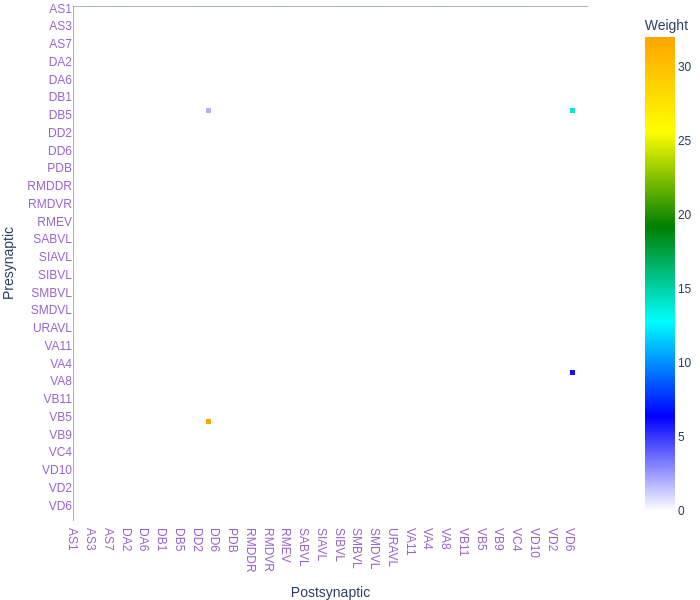 Weight
AS1
AS3
AS7
DA2
DA6
DB1
DB5
DD2
DD6
PDB
RMDDR
RMDVR
RMEV
SABVL
SIAVL
SIBVL
SMBVL
SMDVL
URAVL
VA11
VA4
VA8
VB11
VB5
VB9
VC4
VD10
VD2
VD6
Presynaptic
30
25
20
15
10
5
0
AS1 AS3 AS7 DA2 DA6 DB1 DB5 DD2 DD6 PDB RMDDR RMDVR RMEV SABVL SIAVL SIBVL SMBVL SMDVL URAVL VA11 VA4 VA8 VB11 VB5 VB9 VC4 VD10 VD2 VD6
Postsynaptic